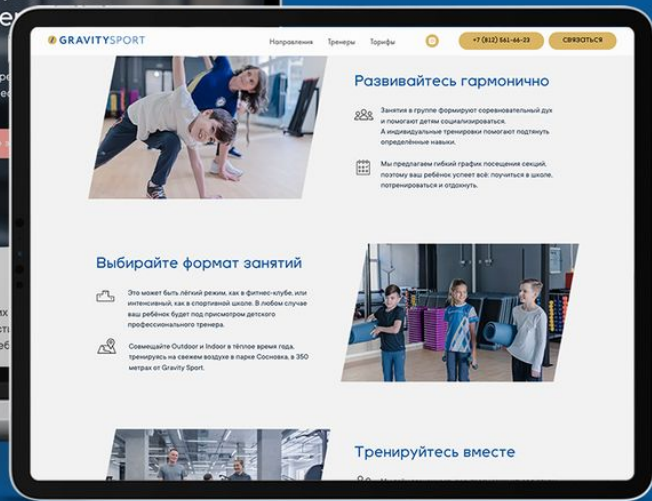 GRAVITYSPORT
Направления Тренеры Тарифы
+7 (812) 561-66-23
СВЯЗАТЬСЯ
Развивайтесь гармонично
Занятия в группе формируют соревновательный дух
и помогают детям социализироваться.
А индивидуальные тренировки помогают подтянуть
определённые навыки.
Мы предлагаем гибкий график посещения секций,
поэтому ваш ребёнок успеет всё: поучиться в школе,
потренироваться и отдохнуть.
Выбирайте формат занятий
Это может быть лёгкий режим, как в фитнес-клубе, или
интенсивный, как в спортивной школе. В любом случае
ваш ребёнок будет под присмотром детского
профессионального тренера.
Совмещайте Outdoor и Indoor в тёплое время года,
тренируясь на свежем воздухе в парке Сосновка, в 350
метрах от Gravity Sport.
Тренируйтесь вместе